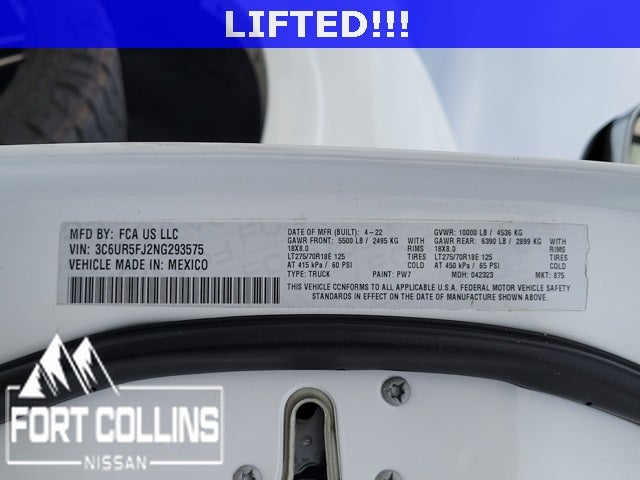 LIFTED!!!
MFD BY: FCA US LLC
VIN: 3C6UR5FJ2NG293575
VEHICLE MADE IN: MEXICO
DATE OF MFR (BUILT): 4-22 GVWR: 10000 LB / 4536 KG
GAWR FRONT: 5500 LB / 2495 KG WITH GAWR REAR: 6390 LB / 2899 KG WITH
18X8.0 RIMS 18X8.0 RIMS
LT275/70R18E 125 TIRES LT275/70R18E 125 TIRES
AT 415 kPa / 60 PSI COLD AT 450 kPa / 65 PSI COLD
TYPE: TRUCK PAINT: PW7 MDH: 042323 MKT: 875
THIS VEHICLE CONFORMS TO ALL APPLICABLE U.S.A. FEDERAL MOTOR VEHICLE SAFETY
STANDARDS IN EFFECT ON THE DATE OF MANUFACTURE SHOWN ABOVE.
FORT COLLINS
NISSAN